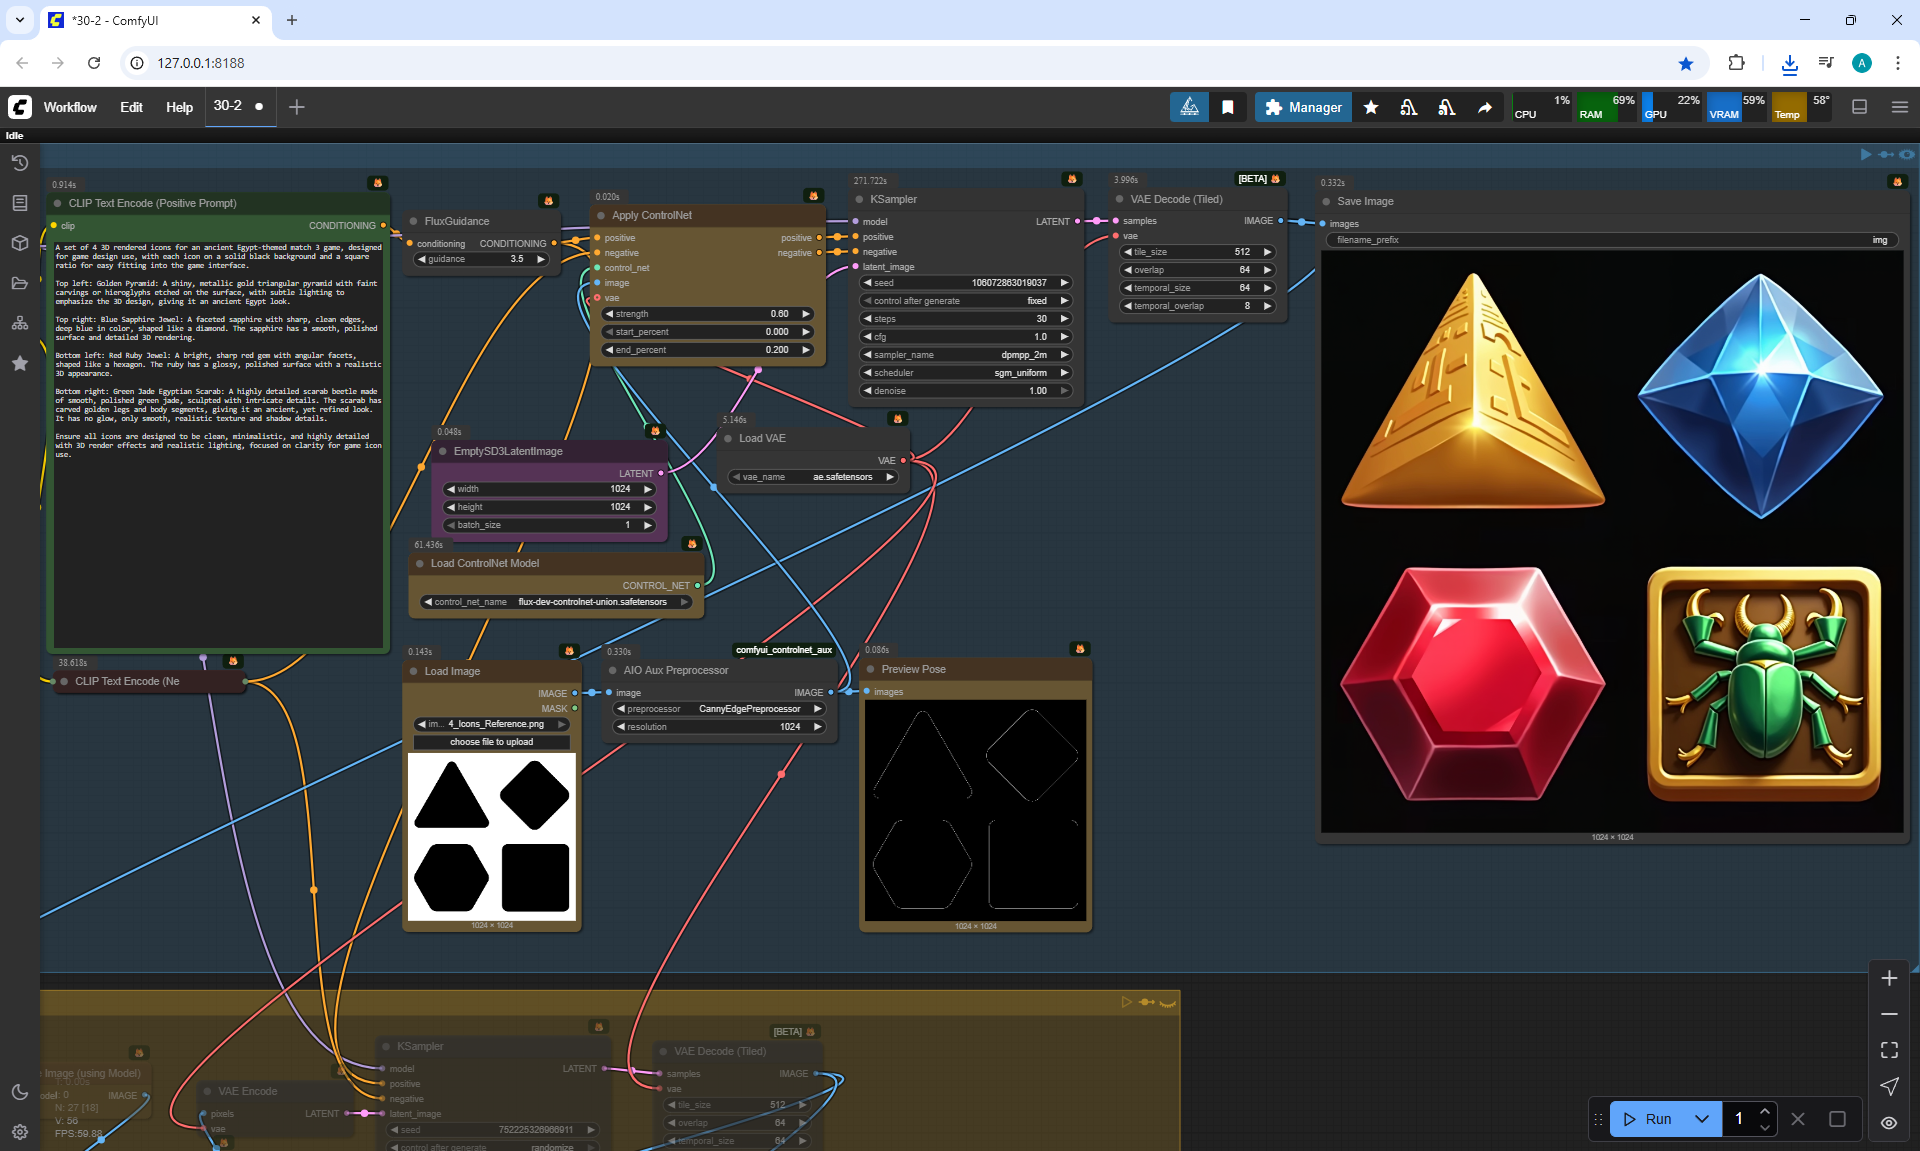 *30-2 - ComfyUI
127.0.0.1:8188
A
Workflow
Edit
Help
30-2
Manager
CPU 1%
RAM 69%
GPU 22%
VRAM 59%
Temp 58°
Idle
0.914s
CLIP Text Encode (Positive Prompt)
clip
CONDITIONING
A set of 4 3D rendered icons for an ancient Egypt-themed match 3 game, designed
for game design use, with each icon on a solid black background and a square
ratio for easy fitting into the game interface.
Top left: Golden Pyramid: A shiny, metallic gold triangular pyramid with faint
carvings or hieroglyphs etched on the surface, with subtle lighting to
emphasize the 3D design, giving it an ancient Egypt look.
Top right: Blue Sapphire Jewel: A faceted sapphire with sharp, clean edges,
deep blue in color, shaped like a diamond. The sapphire has a smooth, polished
surface and detailed 3D rendering.
Bottom left: Red Ruby Jewel: A bright, sharp red gem with angular facets,
shaped like a hexagon. The ruby has a glossy, polished surface with a realistic
3D appearance.
Bottom right: Green Jade Egyptian Scarab: A highly detailed scarab beetle made
of smooth, polished green jade, sculpted with intricate details. The scarab has
carved golden legs and body segments, giving it an ancient, yet refined look.
It has no glow, only smooth, realistic texture and shadow details.
Ensure all icons are designed to be clean, minimalistic, and highly detailed
with 3D render effects and realistic lighting, focused on clarity for game icon
use.
FluxGuidance
conditioning
CONDITIONING
guidance 3.5
0.020s
Apply ControlNet
positive positive
negative negative
control_net
image
vae
strength 0.60
start_percent 0.000
end_percent 0.200
271.722s
KSampler
model LATENT
positive
negative
latent_image
seed 106072863019037
control after generate fixed
steps 30
cfg 1.0
sampler_name dpmpp_2m
scheduler sgm_uniform
denoise 1.00
3.996s
[BETA]
VAE Decode (Tiled)
samples IMAGE
vae
tile_size 512
overlap 64
temporal_size 64
temporal_overlap 8
0.332s
Save Image
images
filename_prefix img
1024 × 1024
0.048s
EmptySD3LatentImage
LATENT
width 1024
height 1024
batch_size 1
5.146s
Load VAE
VAE
vae_name ae.safetensors
61.436s
Load ControlNet Model
CONTROL_NET
control_net_name flux-dev-controlnet-union.safetensors
38.618s
CLIP Text Encode (Ne
0.143s
Load Image
IMAGE
MASK
im... 4_Icons_Reference.png
choose file to upload
1024 × 1024
0.330s
comfyui_controlnet_aux
AIO Aux Preprocessor
image IMAGE
preprocessor CannyEdgePreprocessor
resolution 1024
0.086s
Preview Pose
images
1024 × 1024
KSampler
model LATENT
positive
negative
latent_image
seed 752225326966911
control after generate randomize
[BETA]
VAE Decode (Tiled)
samples IMAGE
vae
tile_size 512
overlap 64
temporal_size 64
e Image (using Model)
IMAGE
N: 27 [18]
V: 56
FPS:59.88
VAE Encode
pixels LATENT
vae
Run
1